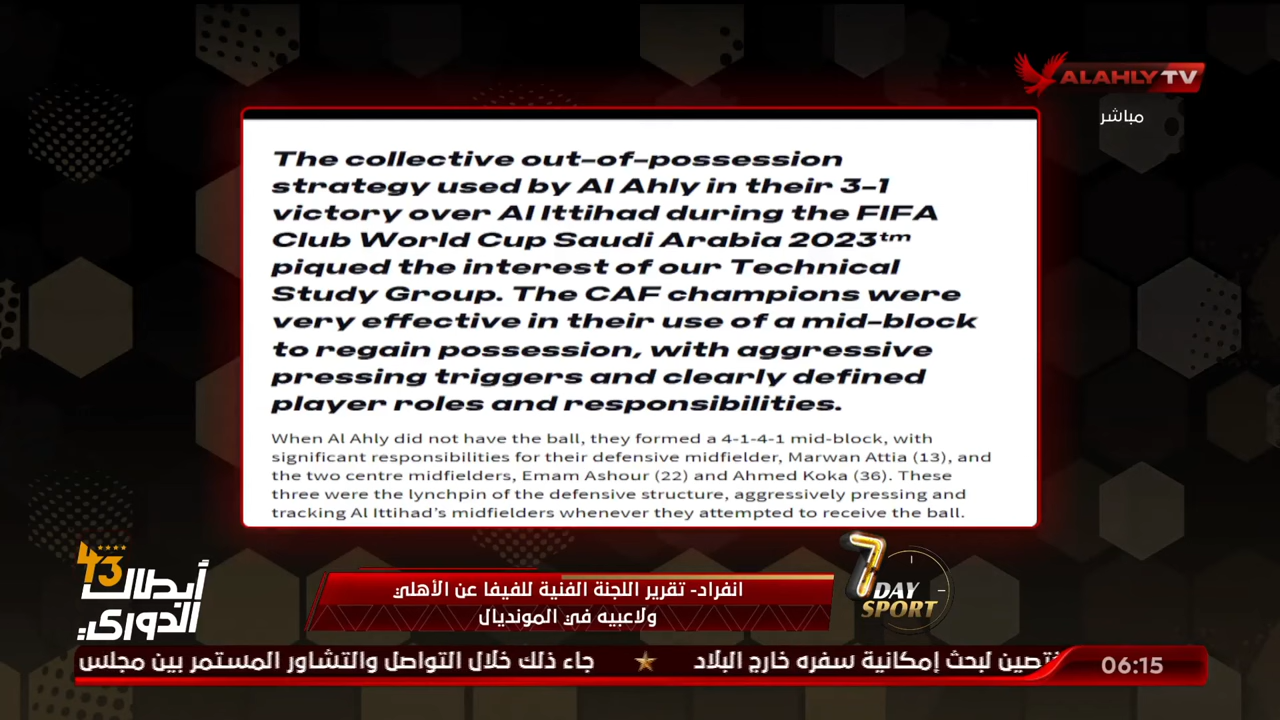 ALAHLY TV
مباشر
The collective out-of-possession
strategy used by Al Ahly in their 3-1
victory over Al Ittihad during the FIFA
Club World Cup Saudi Arabia 2023™
piqued the interest of our Technical
Study Group. The CAF champions were
very effective in their use of a mid-block
to regain possession, with aggressive
pressing triggers and clearly defined
player roles and responsibilities.
When Al Ahly did not have the ball, they formed a 4-1-4-1 mid-block, with
significant responsibilities for their defensive midfielder, Marwan Attia (13), and
the two centre midfielders, Emam Ashour (22) and Ahmed Koka (36). These
three were the lynchpin of the defensive structure, aggressively pressing and
tracking Al Ittihad's midfielders whenever they attempted to receive the ball.
43
أبطال
الدوري
انفراد- تقرير اللجنة الفنية للفيفا عن الأهلي
ولاعبيه في المونديال
7
DAY
SPORT
لبحث إمكانية سفره خارج البلاد ★ جاء ذلك خلال التواصل والتشاور المستمر بين مجلس
06:15